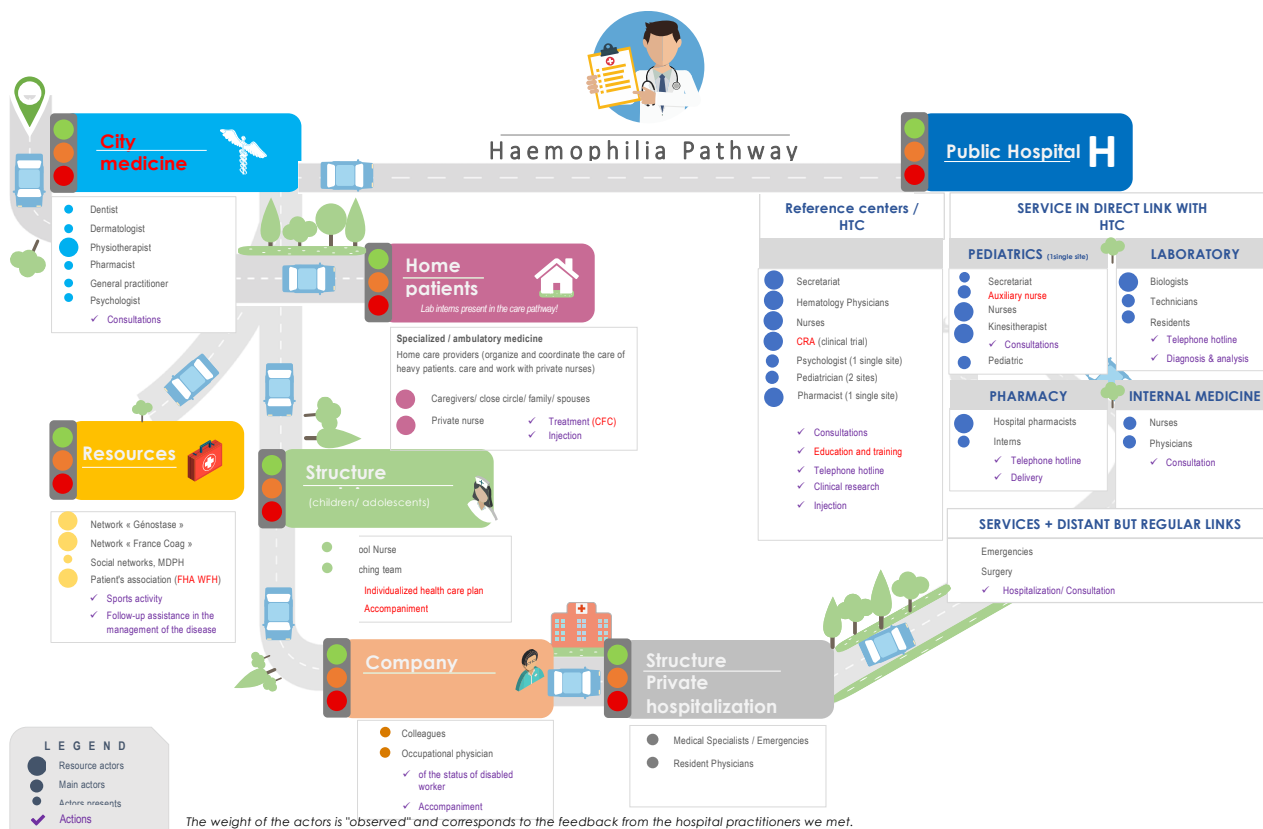 Haemophilia Pathway
City
medicine
Dentist
Dermatologist
Physiotherapist
Pharmacist
General practitioner
Psychologist
✓ Consultations
Home
patients
Lab interns present in the care pathway!
Specialized / ambulatory medicine
Home care providers (organize and coordinate the care of
heavy patients. care and work with private nurses)
Caregivers/ close circle/ family/ spouses
Private nurse
✓ Treatment (CFC)
✓ Injection
Resources
Network « Génostase »
Network « France Coag »
Social networks, MDPH
Patient's association (FHA WFH)
✓ Sports activity
✓ Follow-up assistance in the
management of the disease
Structure
(children/ adolescents)
ool Nurse
ching team
Individualized health care plan
Accompaniment
Company
Colleagues
Occupational physician
✓ of the status of disabled
worker
✓ Accompaniment
Structure
Private
hospitalization
Medical Specialists / Emergencies
Resident Physicians
Public Hospital H
Reference centers /
HTC
Secretariat
Hematology Physicians
Nurses
CRA (clinical trial)
Psychologist (1 single site)
Pediatrician (2 sites)
Pharmacist (1 single site)
✓ Consultations
✓ Education and training
✓ Telephone hotline
✓ Clinical research
✓ Injection
SERVICE IN DIRECT LINK WITH
HTC
PEDIATRICS (1single site)
Secretariat
Auxiliary nurse
Nurses
Kinesitherapist
✓ Consultations
Pediatric
LABORATORY
Biologists
Technicians
Residents
✓ Telephone hotline
✓ Diagnosis & analysis
PHARMACY
Hospital pharmacists
Interns
✓ Telephone hotline
✓ Delivery
INTERNAL MEDICINE
Nurses
Physicians
✓ Consultation
SERVICES + DISTANT BUT REGULAR LINKS
Emergencies
Surgery
✓ Hospitalization/ Consultation
LEGEND
Resource actors
Main actors
Actors presents
✓ Actions
The weight of the actors is "observed" and corresponds to the feedback from the hospital practitioners we met.